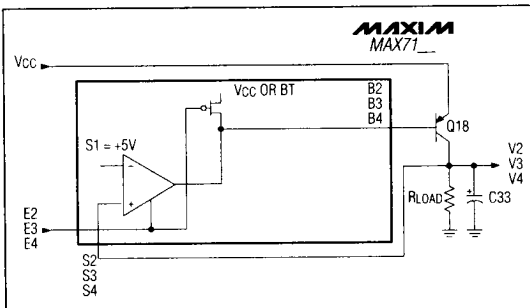 MAXIM
MAX71__
VCC
VCC OR BT
B2
B3
B4
Q18
S1 = +5V
V2
V3
V4
−
+
RLOAD
+
C33
E2
E3
E4
S2
S3
S4